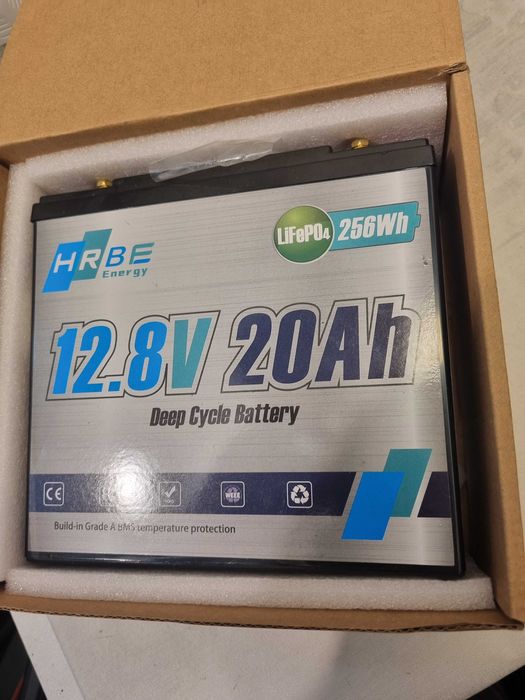 HRBE
Energy
LiFePO4 256Wh
12.8V 20Ah
Deep Cycle Battery
CE WEEE
Build-in Grade A BMS temperature protection